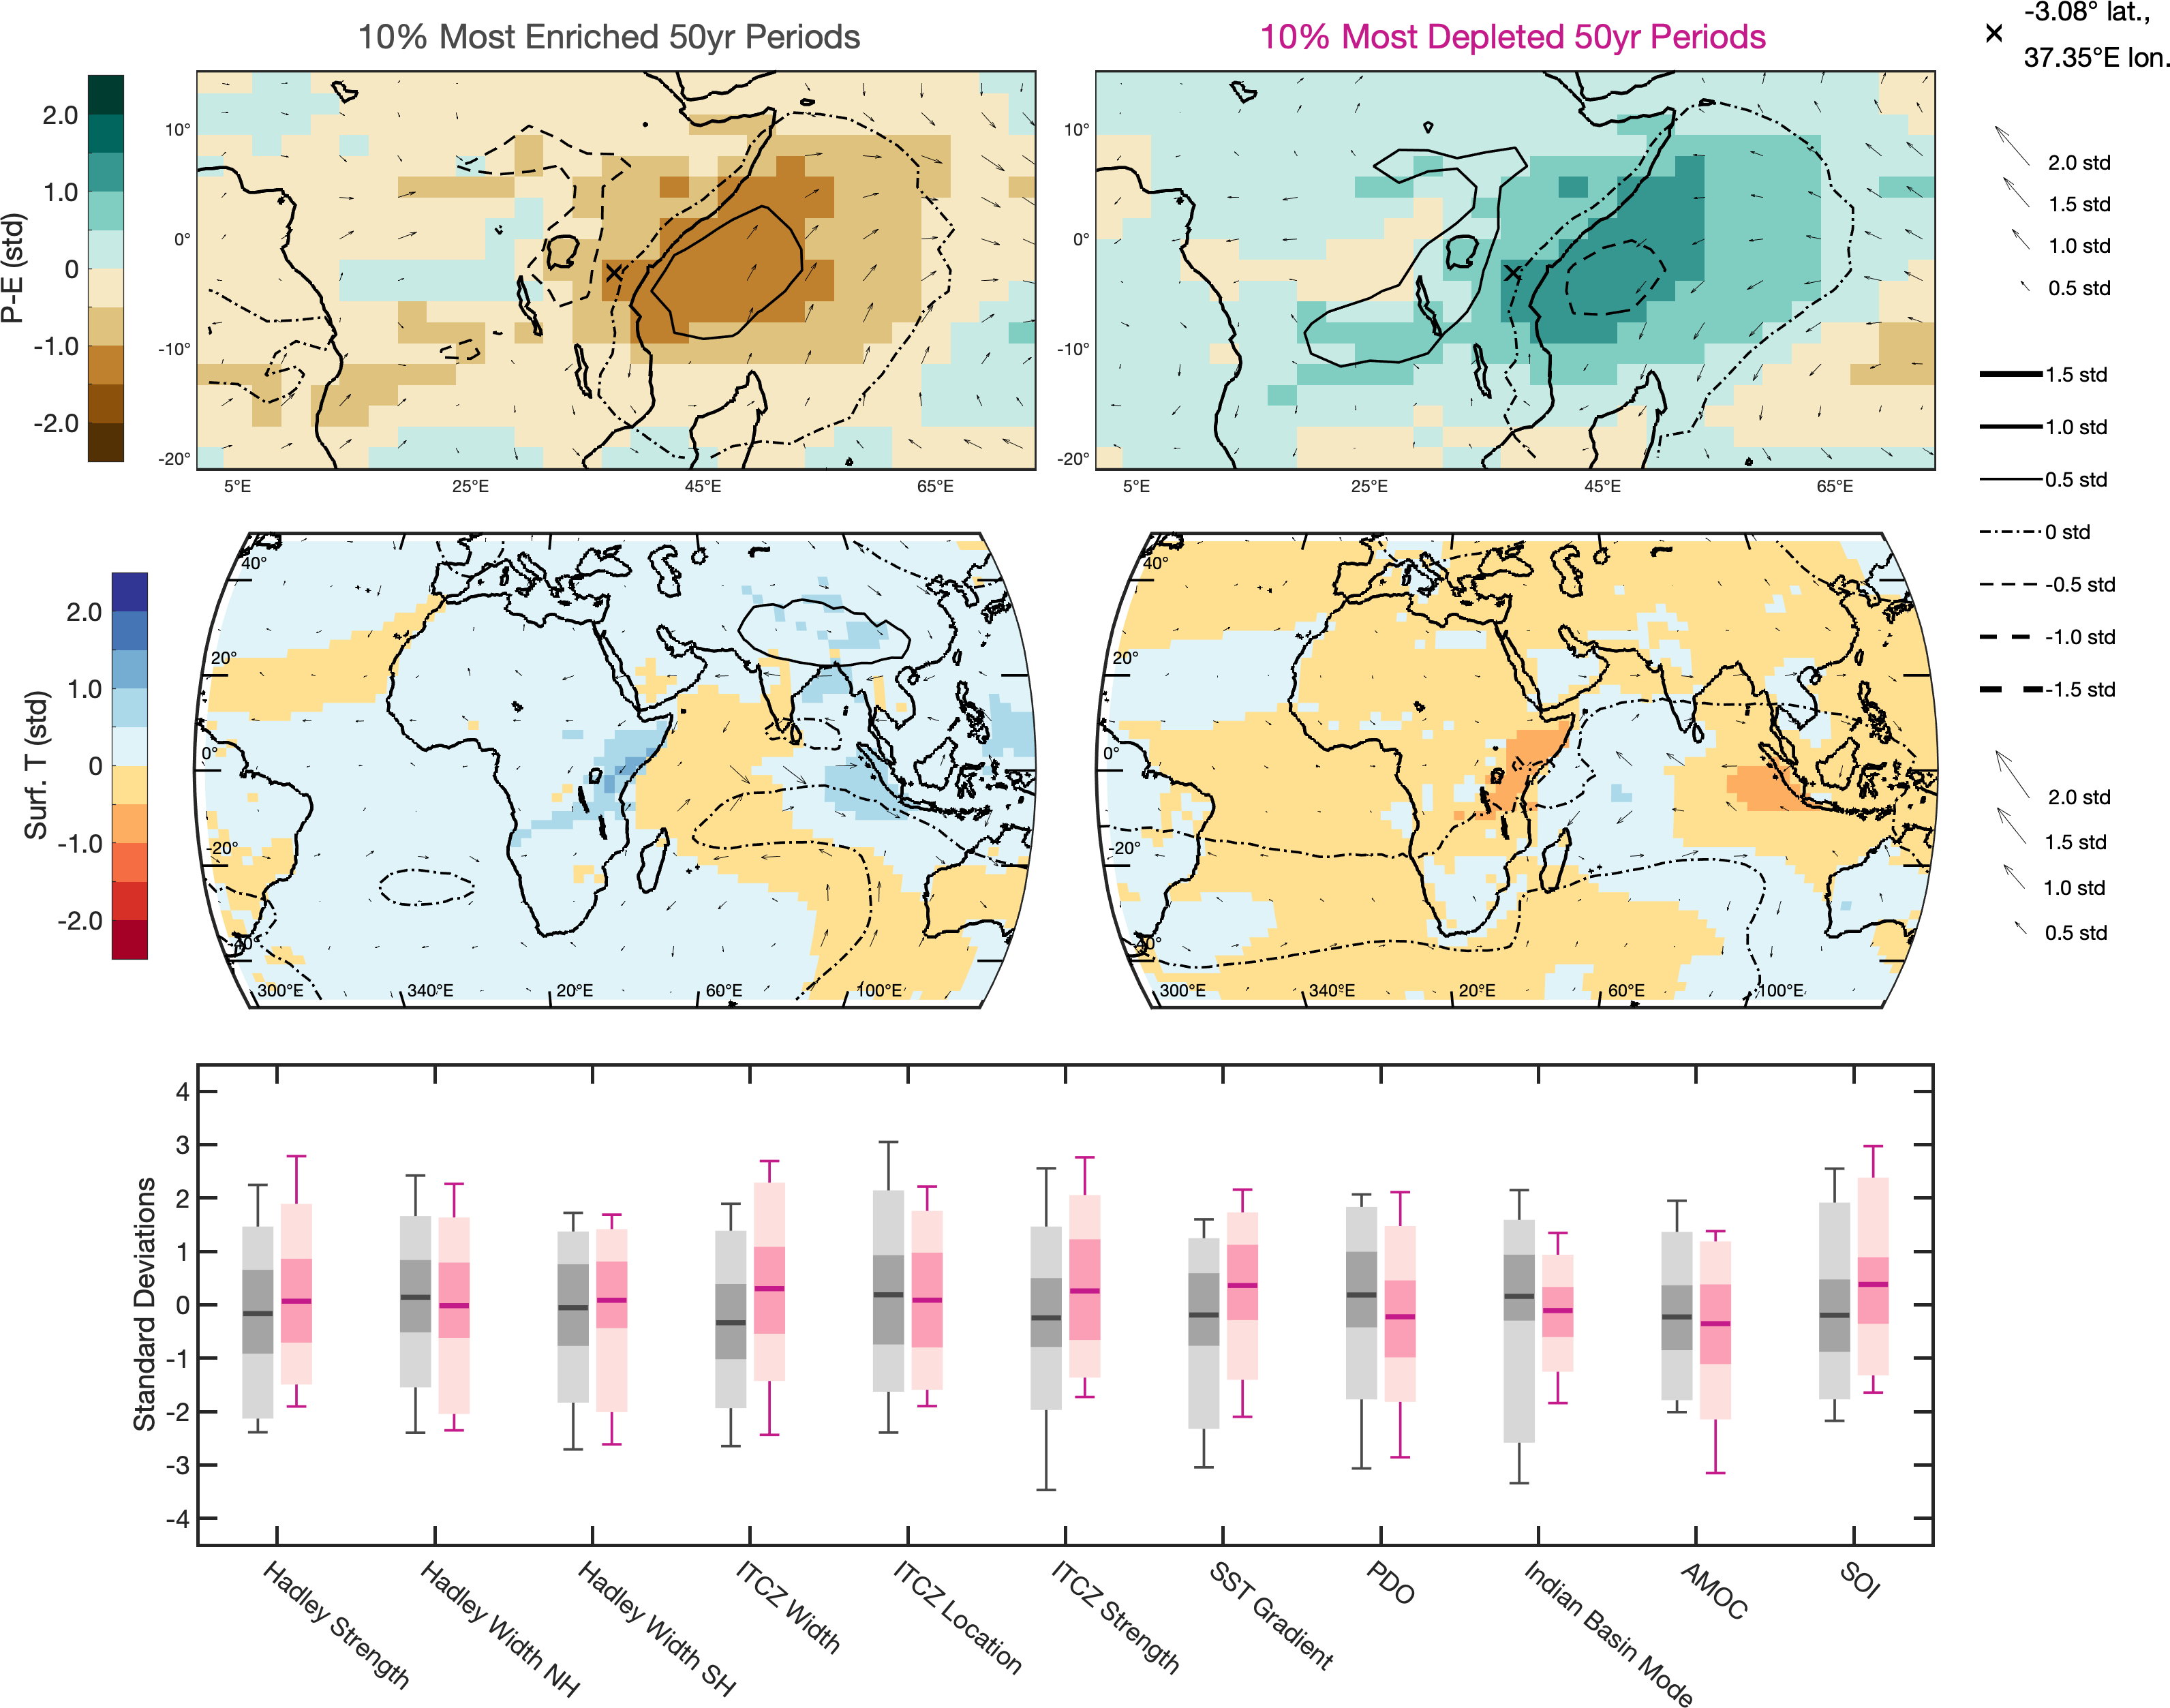 10% Most Enriched 50yr Periods
10% Most Depleted 50yr Periods
-3.08° lat.,
37.35°E lon.
P-E (std)
2.0
1.0
0
-1.0
-2.0
10°
0°
-10°
-20°
5°E
25°E
45°E
65°E
10°
0°
-10°
-20°
5°E
25°E
45°E
65°E
2.0 std
1.5 std
1.0 std
0.5 std
1.5 std
1.0 std
0.5 std
0 std
-0.5 std
-1.0 std
-1.5 std
Surf. T (std)
2.0
1.0
0
-1.0
-2.0
40°
20°
0°
-20°
-40°
300°E
340°E
20°E
60°E
100°E
40°
20°
0°
-20°
-40°
300°E
340°E
20°E
60°E
100°E
2.0 std
1.5 std
1.0 std
0.5 std
Standard Deviations
4
3
2
1
0
-1
-2
-3
-4
Hadley Strength
Hadley Width NH
Hadley Width SH
ITCZ Width
ITCZ Location
ITCZ Strength
SST Gradient
PDO
Indian Basin Mode
AMOC
SOI